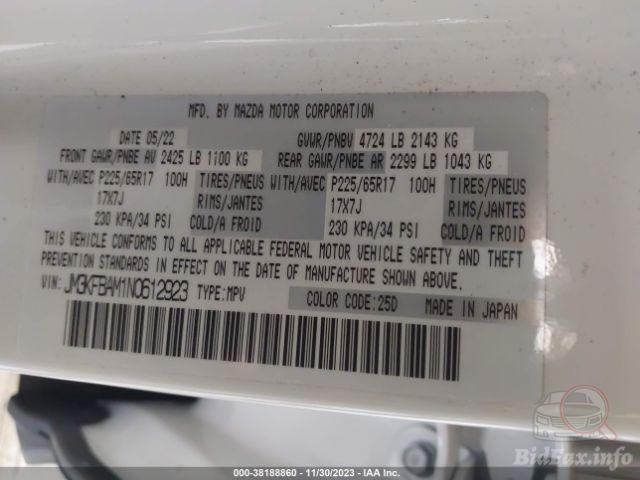 MFD. BY MAZDA MOTOR CORPORATION
DATE 05/22 GVWR/PNBV 4724 LB 2143 KG
FRONT GAWR/PNBE AV 2425 LB 1100 KG REAR GAWR/PNBE AR 2299 LB 1043 KG
WITH/AVEC P225/65R17 100H TIRES/PNEUS WITH/AVEC P225/65R17 100H TIRES/PNEUS
17X7J RIMS/JANTES 17X7J RIMS/JANTES
230 KPA/34 PSI COLD/A FROID 230 KPA/34 PSI COLD/A FROID
THIS VEHICLE CONFORMS TO ALL APPLICABLE FEDERAL MOTOR VEHICLE SAFETY AND THEFT
PREVENTION STANDARDS IN EFFECT ON THE DATE OF MANUFACTURE SHOWN ABOVE.
VIN: JM3KFBAM1N0612923 TYPE:MPV COLOR CODE:25D MADE IN JAPAN
BidFax.info
000-38188860 - 11/30/2023 - IAA Inc.